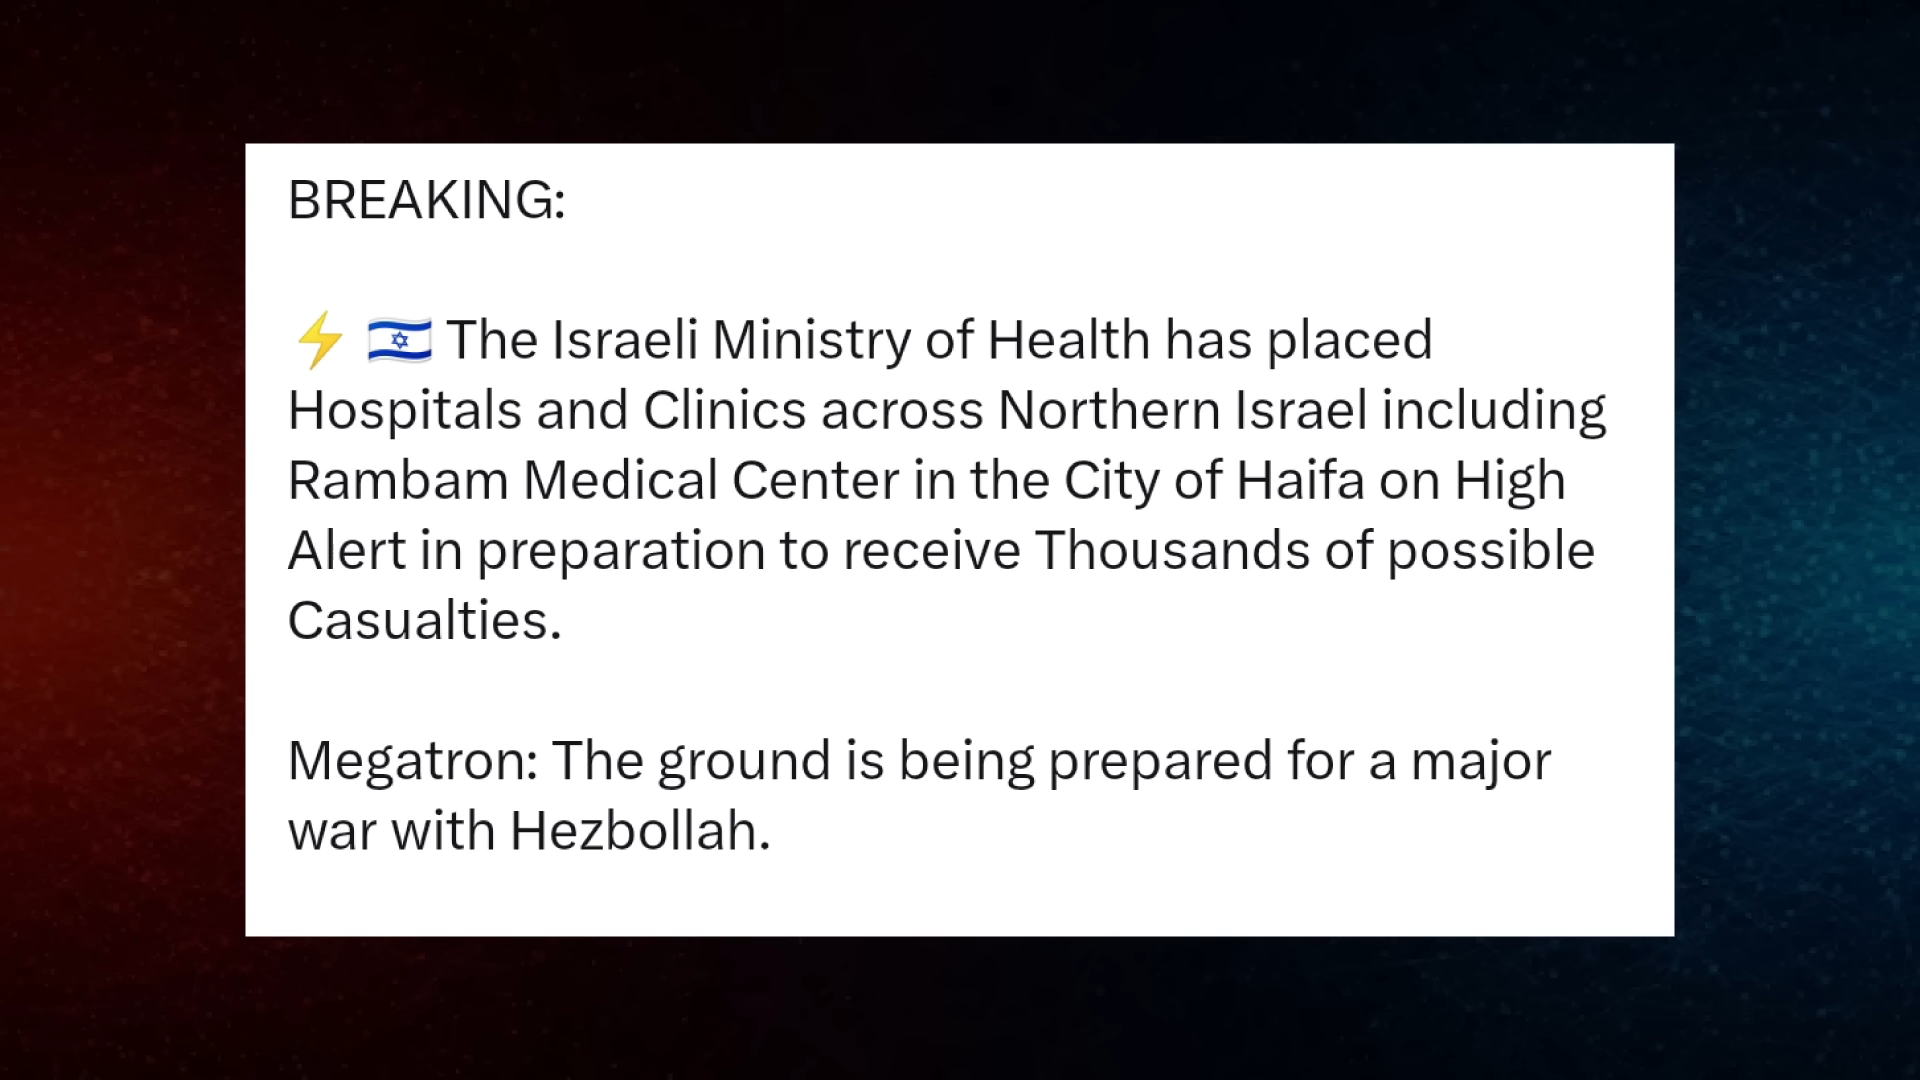 BREAKING:
⚡ 🇮🇱 The Israeli Ministry of Health has placed
Hospitals and Clinics across Northern Israel including
Rambam Medical Center in the City of Haifa on High
Alert in preparation to receive Thousands of possible
Casualties.
Megatron: The ground is being prepared for a major
war with Hezbollah.